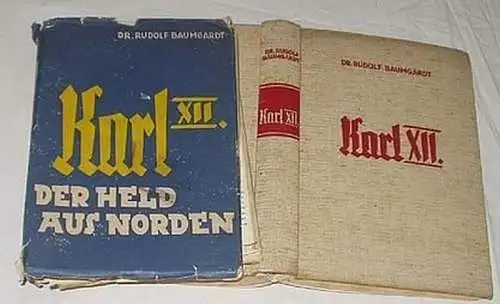 DR. RUDOLF BAUMGARDT
Karl XII.
DER HELD
AUS NORDEN
DR. RUDOLF
BAUMGARDT
Karl XII.
DR. RUDOLF BAUMGARDT
Karl XII.